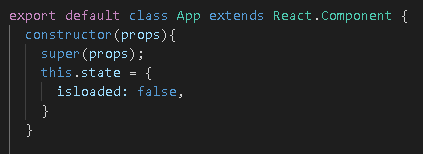 export default class App extends React.Component {
constructor(props){
super(props);
this.state = {
isloaded: false,
}
}